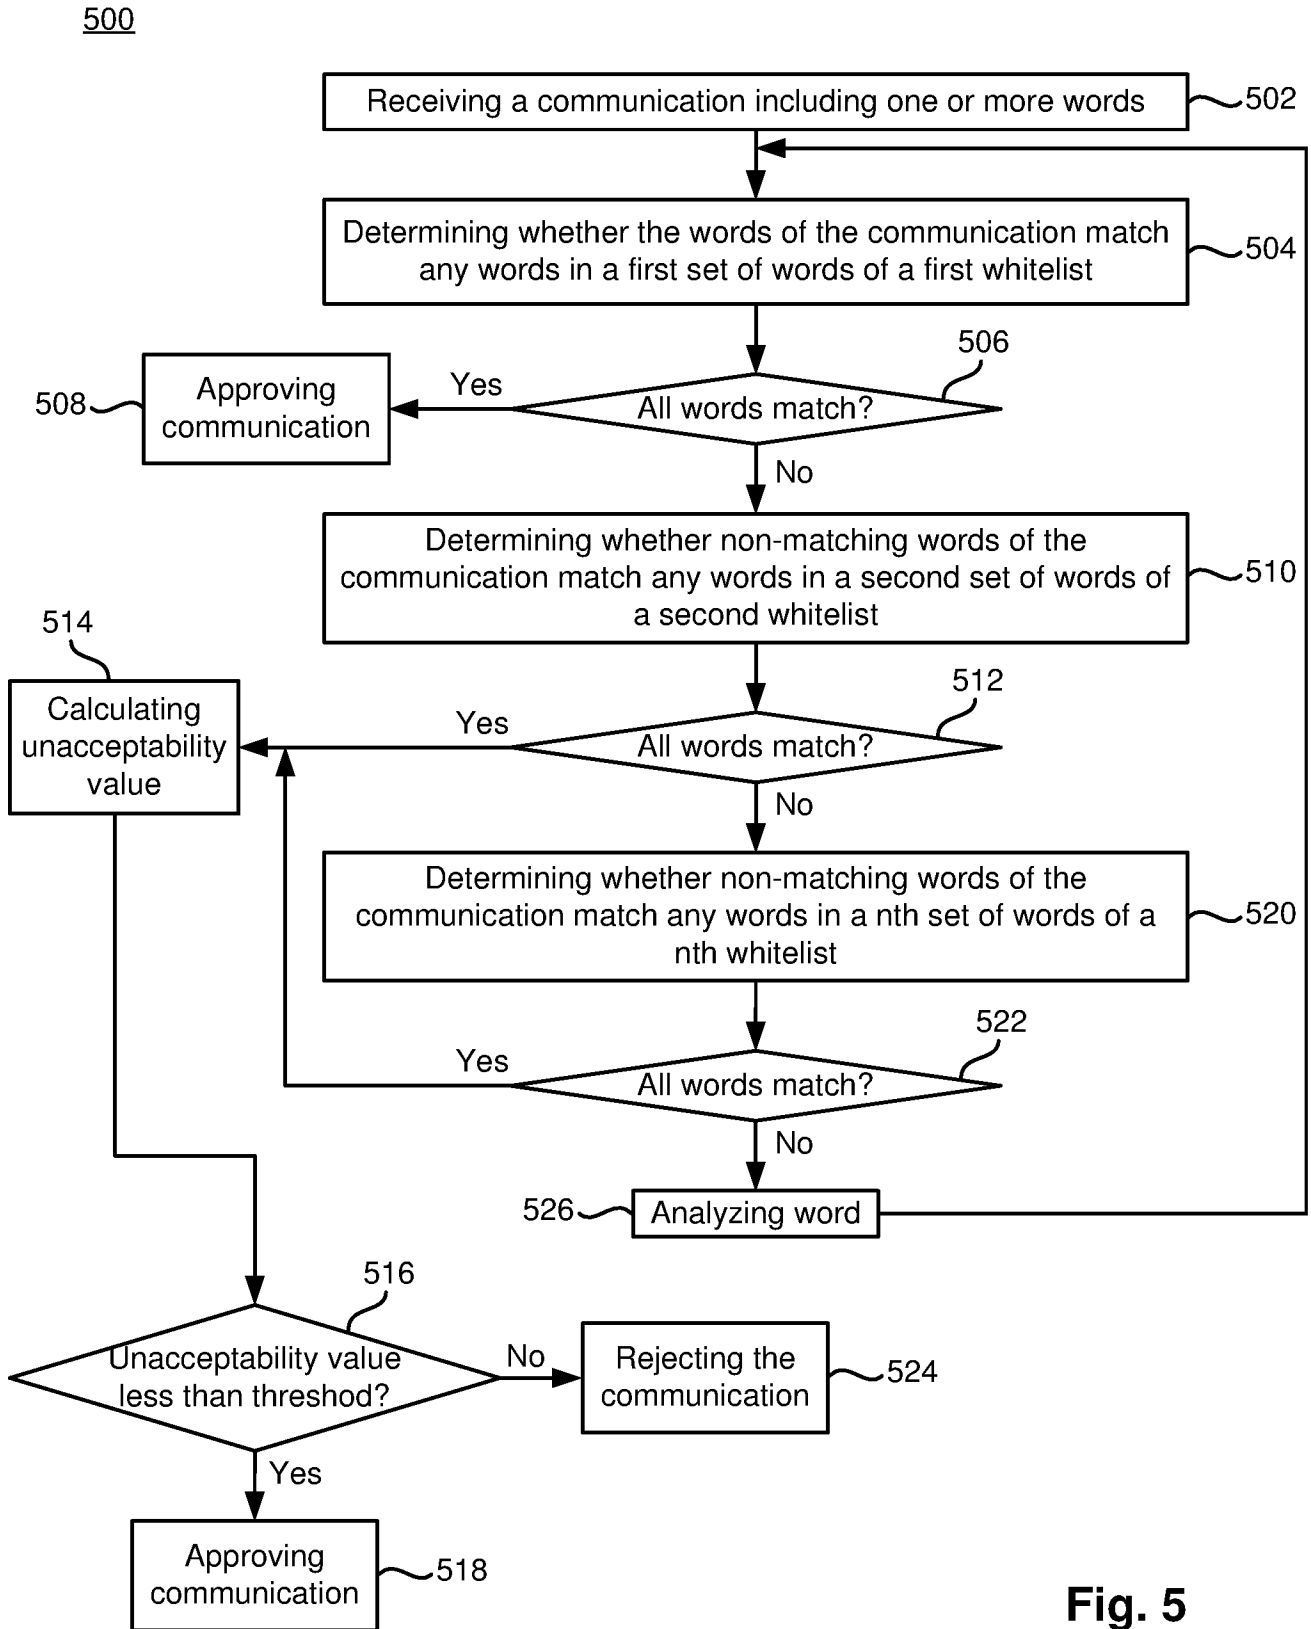 500
Receiving a communication including one or more words
502
Determining whether the words of the communication match
any words in a first set of words of a first whitelist
504
506
All words match?
Yes
Approving
communication
508
No
Determining whether non-matching words of the
communication match any words in a second set of words of
a second whitelist
510
512
All words match?
Yes
514
Calculating
unacceptability
value
No
Determining whether non-matching words of the
communication match any words in a nth set of words of a
nth whitelist
520
522
All words match?
Yes
No
526
Analyzing word
516
Unacceptability value
less than threshod?
No
Rejecting the
communication
524
Yes
Approving
communication
518
Fig. 5